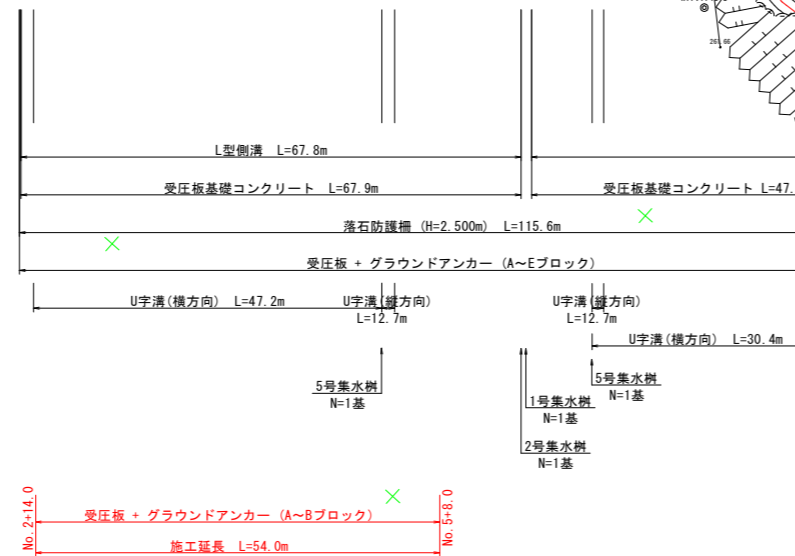 261.66
L型側溝 L=67.8m
受圧板基礎コンクリート L=67.9m
受圧板基礎コンクリート L=47.
落石防護柵 (H=2.500m) L=115.6m
受圧板 + グラウンドアンカー (A~Eブロック)
U字溝(横方向) L=47.2m
U字溝(縦方向)
L=12.7m
U字溝(縦方向)
L=12.7m
U字溝(横方向) L=30.4m
5号集水桝
N=1基
5号集水桝
N=1基
1号集水桝
N=1基
2号集水桝
N=1基
No.2+14.0
受圧板 + グラウンドアンカー (A~Bブロック)
No.5+8.0
施工延長 L=54.0m